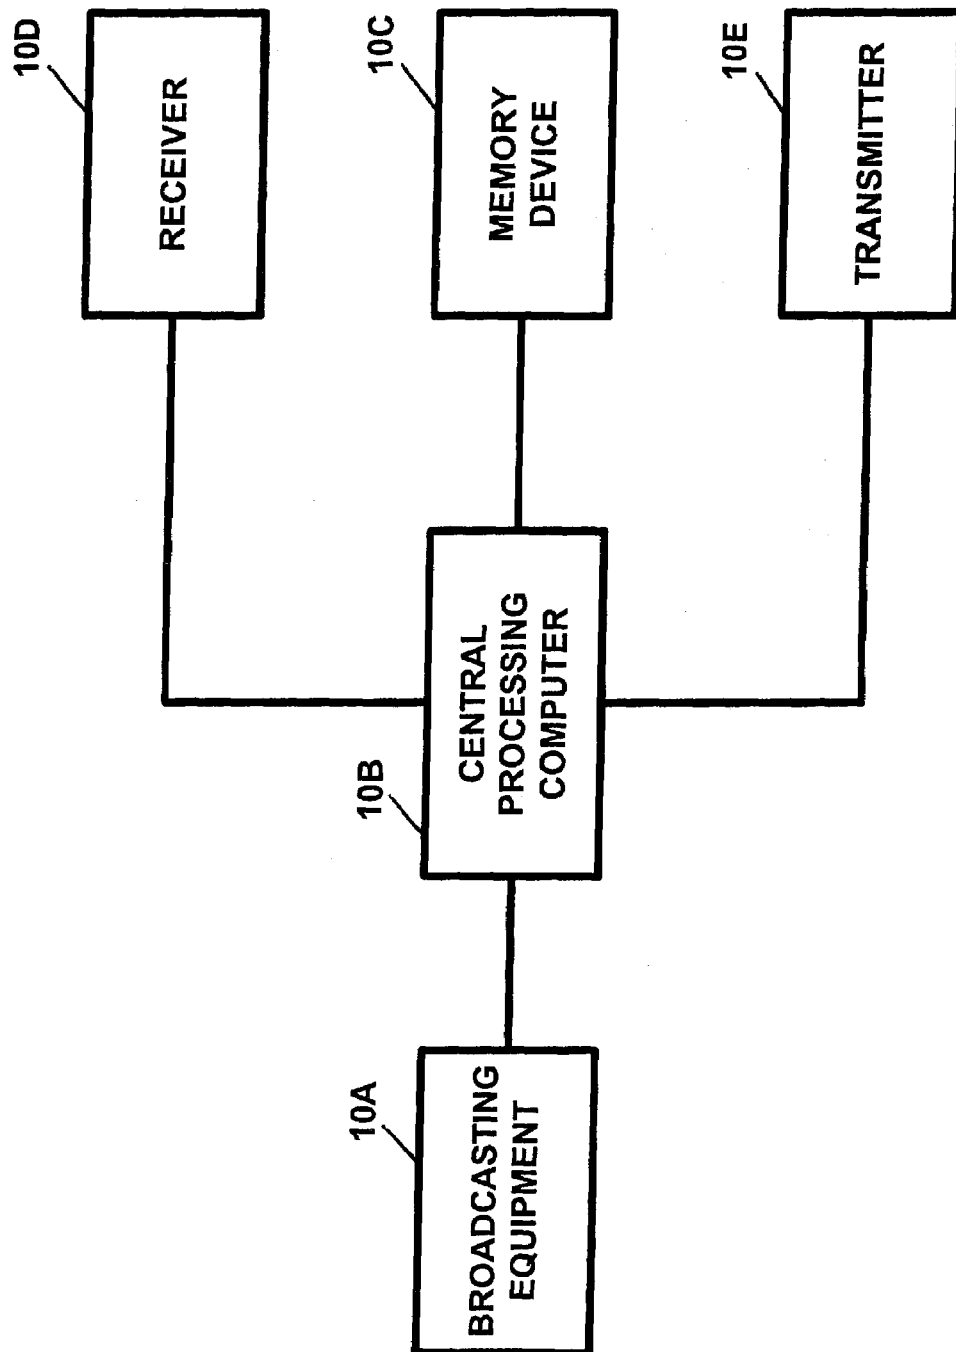 10D
RECEIVER
10C
MEMORY
DEVICE
10E
TRANSMITTER
10B
CENTRAL
PROCESSING
COMPUTER
10A
BROADCASTING
EQUIPMENT